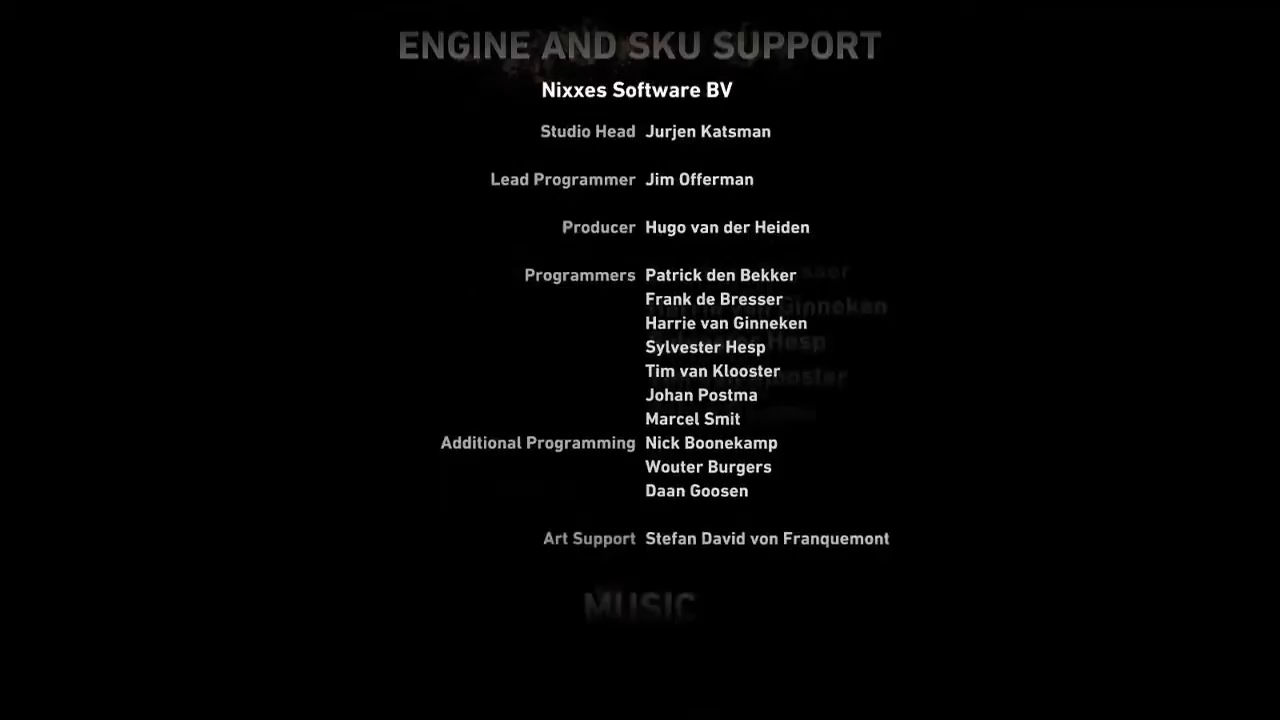 ENGINE AND SKU SUPPORT
Nixxes Software BV
Studio Head Jurjen Katsman
Lead Programmer Jim Offerman
Producer Hugo van der Heiden
Programmers Patrick den Bekker
Frank de Bresser
Harrie van Ginneken
Sylvester Hesp
Tim van Klooster
Johan Postma
Marcel Smit
Additional Programming Nick Boonekamp
Wouter Burgers
Daan Goosen
Art Support Stefan David von Franquemont
MUSIC